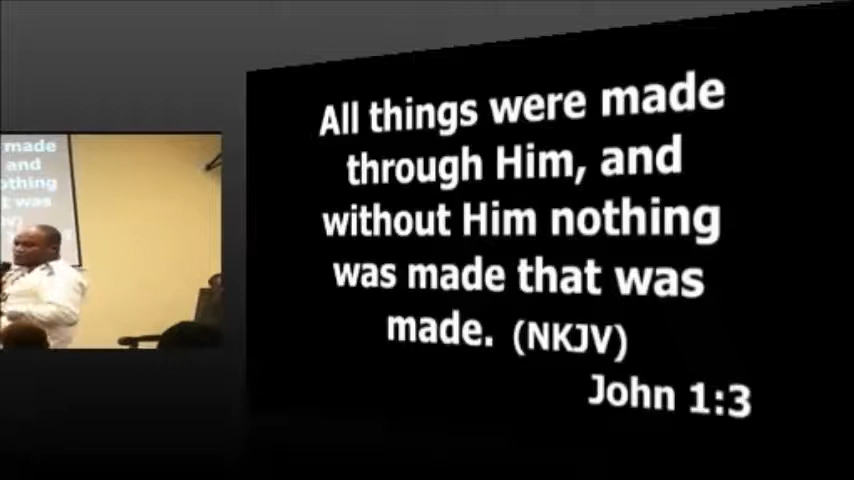 made
and
othing
t was
All things were made
through Him, and
without Him nothing
was made that was
made. (NKJV)
John 1:3